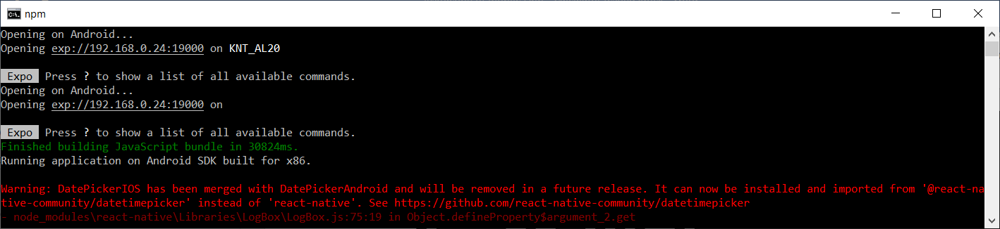 npm
Opening on Android...
Opening exp://192.168.0.24:19000 on KNT_AL20
Expo Press ? to show a list of all available commands.
Opening on Android...
Opening exp://192.168.0.24:19000 on
Expo Press ? to show a list of all available commands.
Finished building JavaScript bundle in 30824ms.
Running application on Android SDK built for x86.
Warning: DatePickerIOS has been merged with DatePickerAndroid and will be removed in a future release. It can now be installed and imported from '@react-na
tive-community/datetimepicker' instead of 'react-native'. See https://github.com/react-native-community/datetimepicker
- node_modules\react-native\Libraries\LogBox\LogBox.js:75:19 in Object.defineProperty$argument_2.get